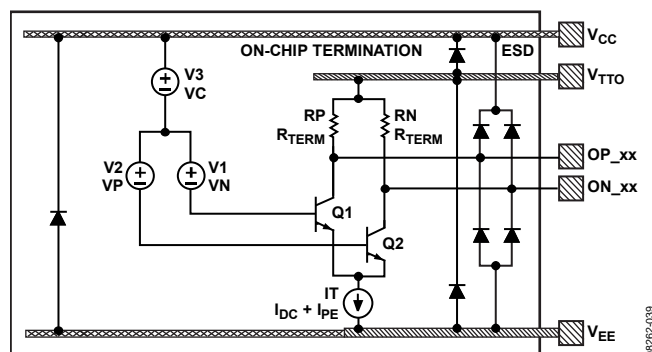 V_CC
ON-CHIP TERMINATION
ESD
V3
VC
V_TTO
RP
R_TERM
RN
R_TERM
V2
VP
V1
VN
OP_xx
ON_xx
Q1
Q2
IT
I_DC + I_PE
V_EE
08262-039